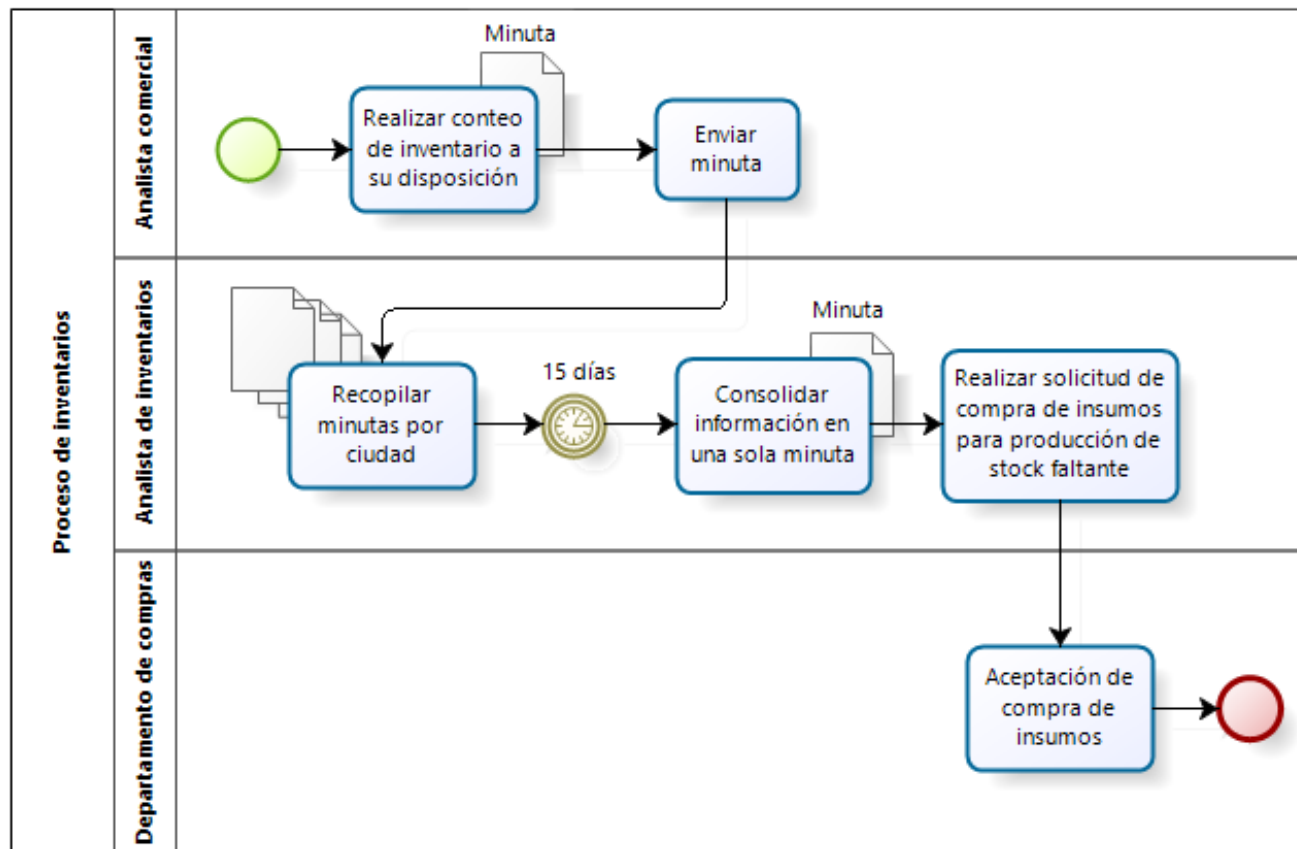 Proceso de inventarios
Analista comercial
Minuta
Realizar conteo
de inventario a
su disposición
Enviar
minuta
Analista de inventarios
Recopilar
minutas por
ciudad
15 días
Minuta
Consolidar
información en
una sola minuta
Realizar solicitud de
compra de insumos
para producción de
stock faltante
Departamento de compras
Aceptación de
compra de
insumos